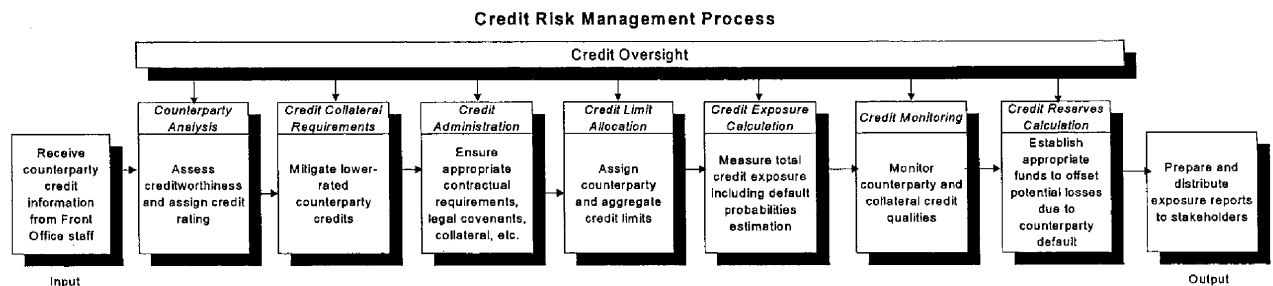 Credit Risk Management Process
Credit Oversight
Receive
counterparty
credit
information
from Front
Office staff
Input
Counterparty
Analysis
Assess
creditworthiness
and assign credit
rating
Credit Collateral
Requirements
Mitigate lower-
rated
counterparty
credits
Credit
Administration
Ensure
appropriate
contractual
requirements,
legal covenants,
collateral, etc.
Credit Limit
Allocation
Assign
counterparty
and aggregate
credit limits
Credit Exposure
Calculation
Measure total
credit exposure
including default
probabilities
estimation
Credit Monitoring
Monitor
counterparty and
collateral credit
qualities
Credit Reserves
Calculation
Establish
appropriate
funds to offset
potential losses
due to
counterparty
default
Prepare and
distribute
exposure reports
to stakeholders
Output